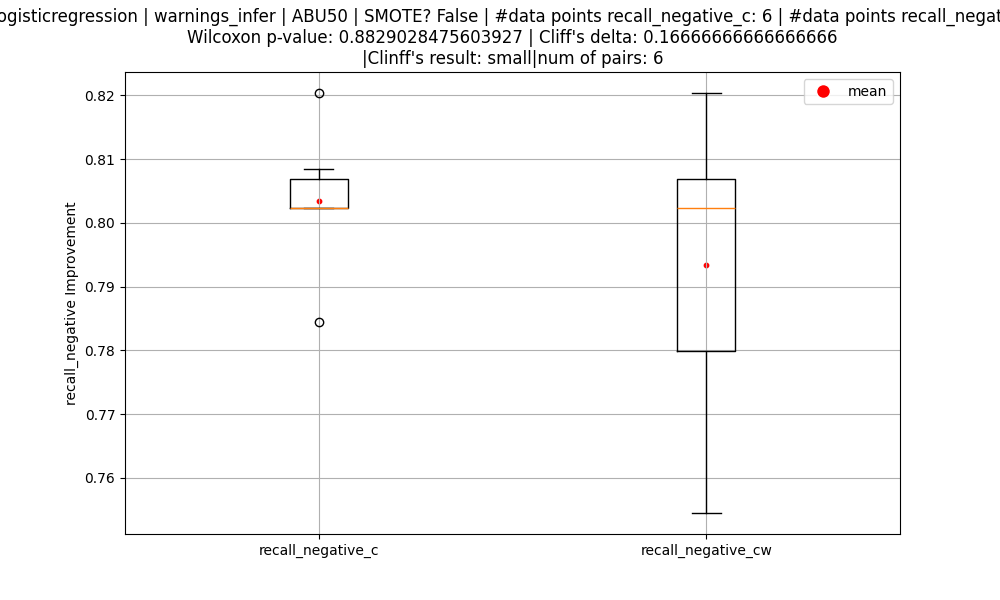 ogisticregression | warnings_infer | ABU50 | SMOTE? False | #data points recall_negative_c: 6 | #data points recall_negat
Wilcoxon p-value: 0.8829028475603927 | Cliff's delta: 0.16666666666666666
|Clinff's result: small|num of pairs: 6
mean
0.82
0.81
0.80
0.79
0.78
0.77
0.76
recall_negative Improvement
recall_negative_c
recall_negative_cw